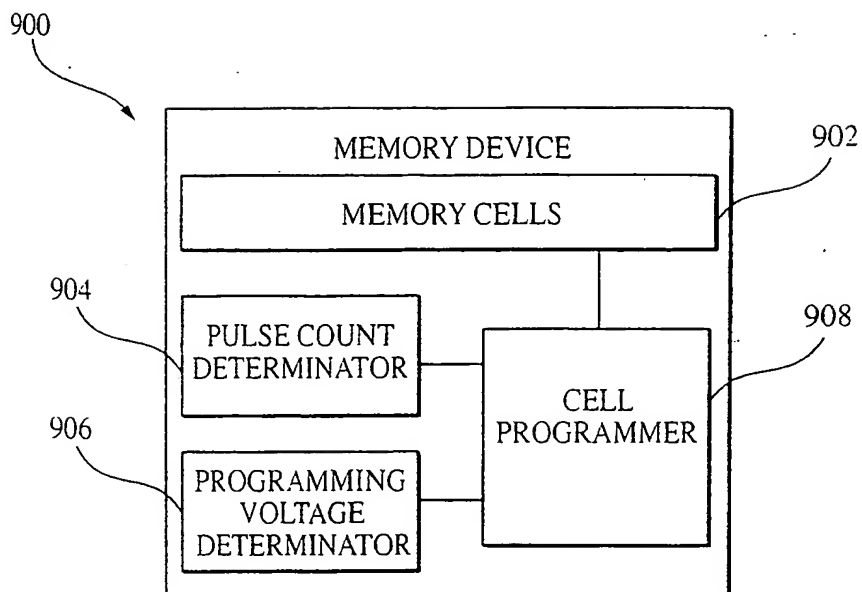 900
MEMORY DEVICE
902
MEMORY CELLS
904
PULSE COUNT
DETERMINATOR
908
CELL
PROGRAMMER
906
PROGRAMMING
VOLTAGE
DETERMINATOR